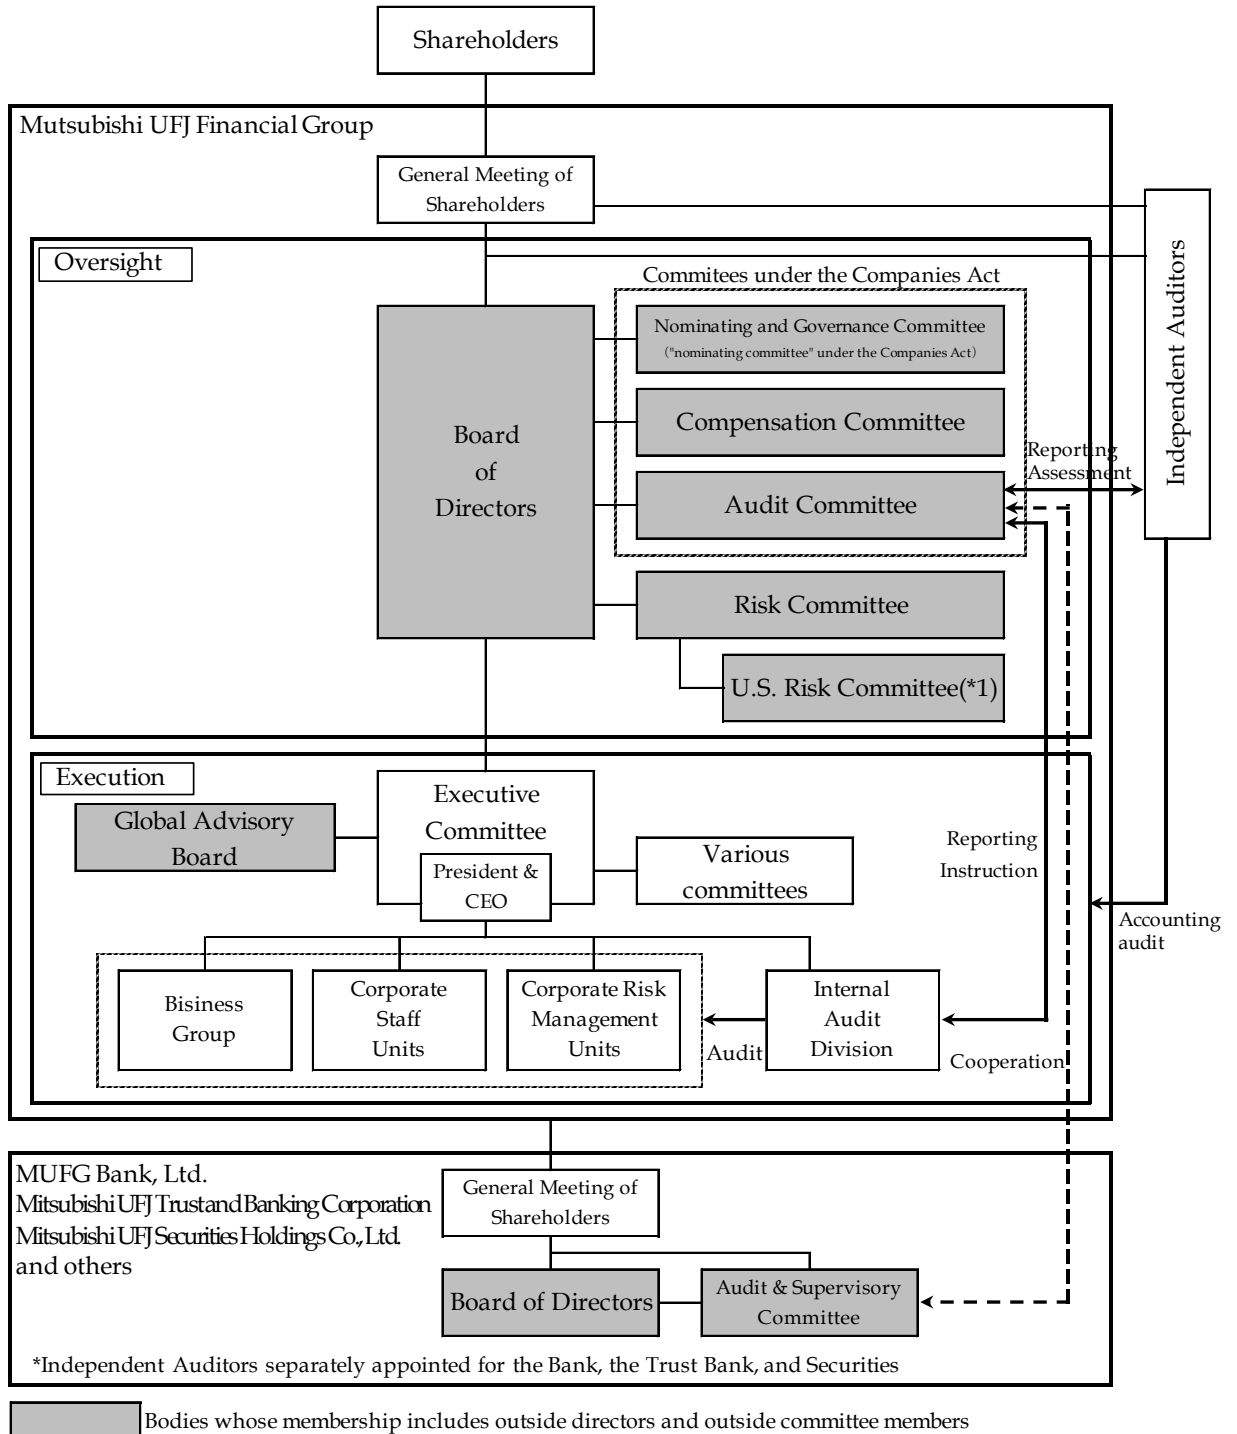 Shareholders
Mutsubishi UFJ Financial Group
General Meeting of
Shareholders
Oversight
Commitees under the Companies Act
Nominating and Governance Committee
("nominating committee" under the Companies Act)
Compensation Committee
Board
of
Directors
Audit Committee
Reporting
Assessment
Independent Auditors
Risk Committee
U.S. Risk Committee(*1)
Execution
Executive
Committee
Global Advisory
Board
President &
CEO
Various
committees
Reporting
Instruction
Accounting
audit
Bisiness
Group
Corporate
Staff
Units
Corporate Risk
Management
Units
Audit
Internal
Audit
Division
Cooperation
MUFG Bank, Ltd.
Mitsubishi UFJ Trust and Banking Corporation
Mitsubishi UFJ Securities Holdings Co., Ltd.
and others
General Meeting of
Shareholders
Board of Directors
Audit & Supervisory
Committee
*Independent Auditors separately appointed for the Bank, the Trust Bank, and Securities
Bodies whose membership includes outside directors and outside committee members